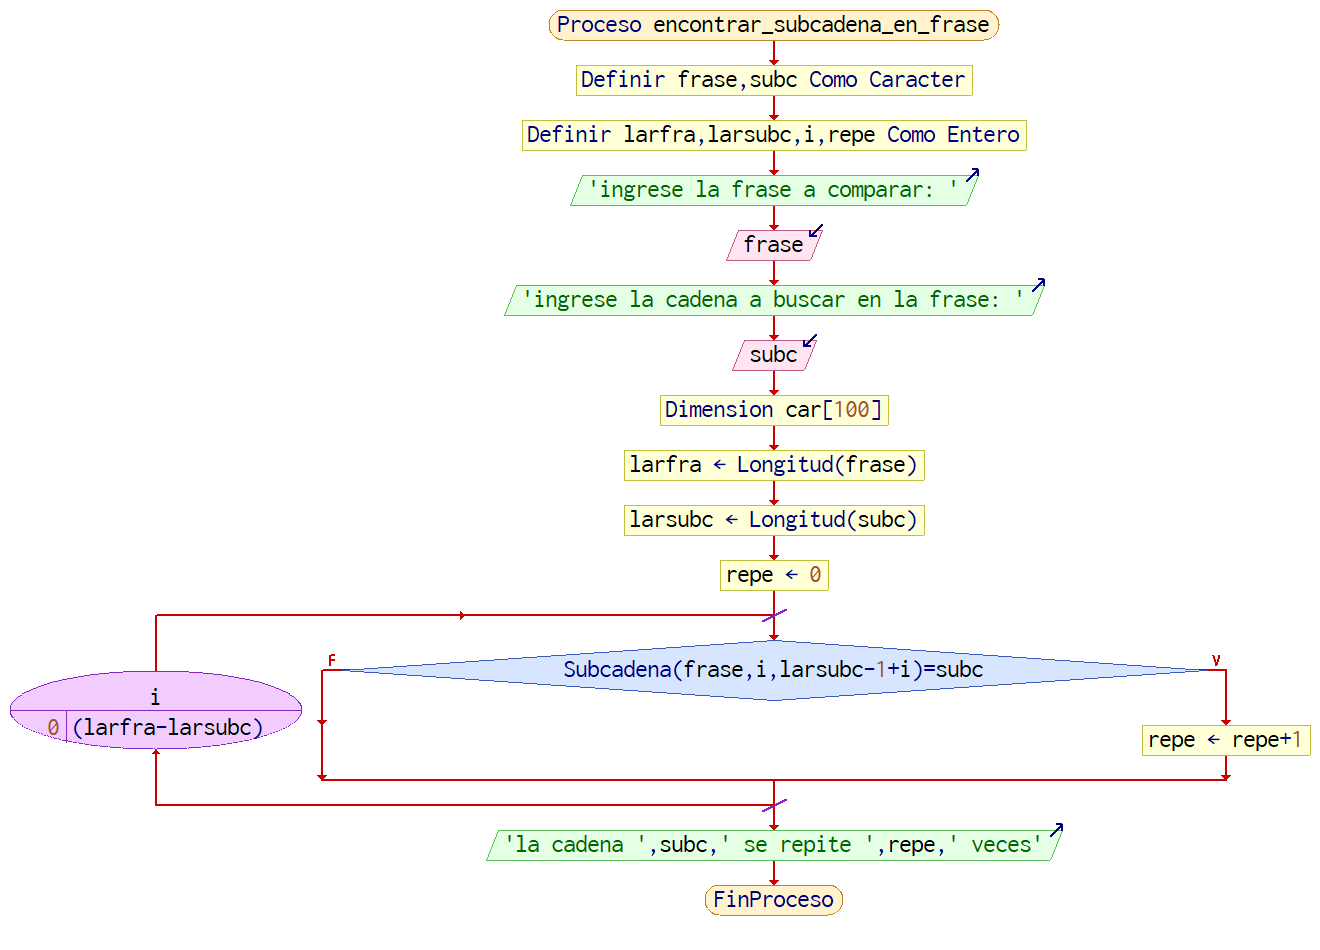 Proceso encontrar_subcadena_en_frase
Definir frase,subc Como Caracter
Definir larfra,larsubc,i,repe Como Entero
'ingrese la frase a comparar: '
frase
'ingrese la cadena a buscar en la frase: '
subc
Dimension car[100]
larfra ← Longitud(frase)
larsubc ← Longitud(subc)
repe ← 0
F
Subcadena(frase,i,larsubc-1+i)=subc
V
i
0 (larfra-larsubc)
repe ← repe+1
'la cadena ',subc,' se repite ',repe,' veces'
FinProceso